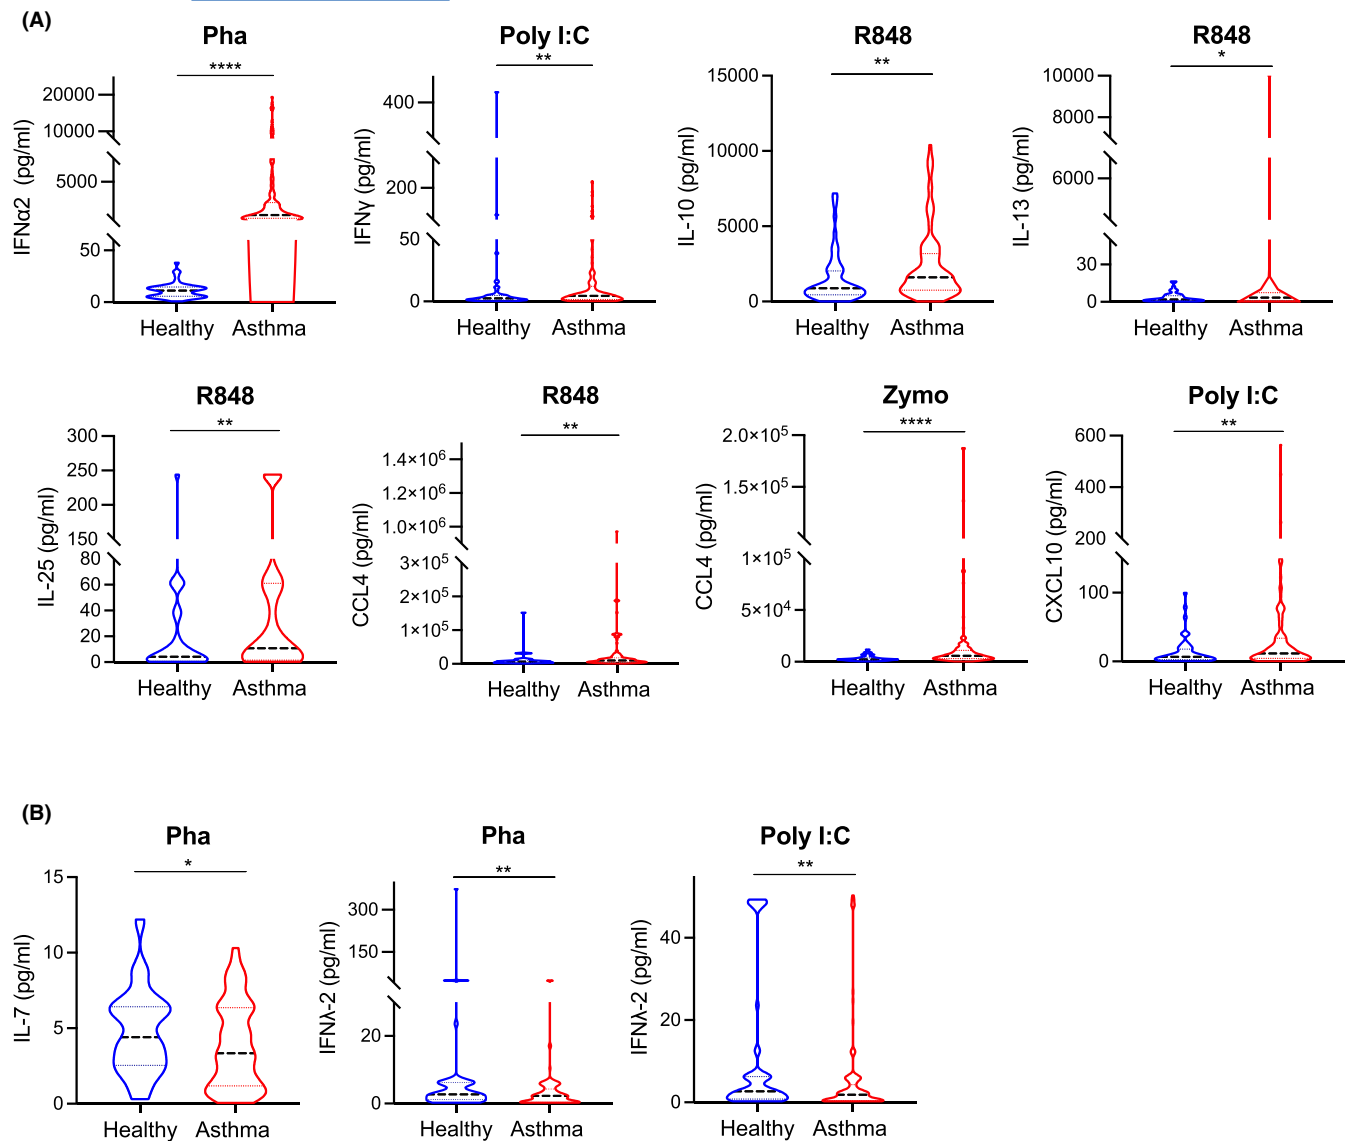 (A)
Pha
****
IFNα2 (pg/ml)
20000
10000
5000
50
0
Healthy Asthma
Poly I:C
**
IFNγ (pg/ml)
400
200
50
0
Healthy Asthma
R848
**
IL-10 (pg/ml)
15000
10000
5000
0
Healthy Asthma
R848
*
IL-13 (pg/ml)
10000
8000
6000
30
0
Healthy Asthma
R848
**
IL-25 (pg/ml)
300
250
200
150
80
60
40
20
0
Healthy Asthma
R848
**
CCL4 (pg/ml)
1.4×10⁶
1.2×10⁶
1.0×10⁶
3×10⁵
2×10⁵
1×10⁵
0
Healthy Asthma
Zymo
****
CCL4 (pg/ml)
2.0×10⁵
1.5×10⁵
1×10⁵
5×10⁴
0
Healthy Asthma
Poly I:C
**
CXCL10 (pg/ml)
600
400
200
100
0
Healthy Asthma
(B)
Pha
*
IL-7 (pg/ml)
15
10
5
0
Healthy Asthma
Pha
**
IFNλ-2 (pg/ml)
300
150
20
0
Healthy Asthma
Poly I:C
**
IFNλ-2 (pg/ml)
40
20
0
Healthy Asthma